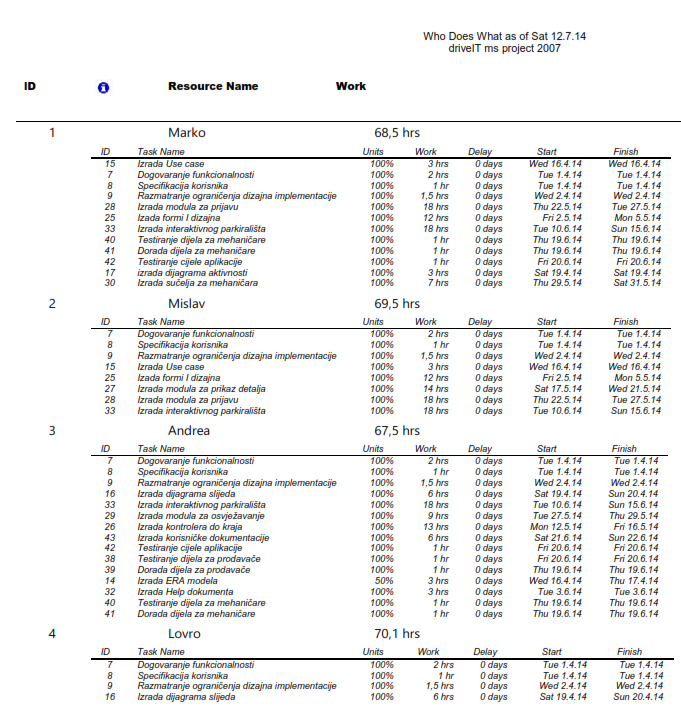 Who Does What as of Sat 12.7.14
driveIT ms project 2007
ID Resource Name Work
1 Marko 68,5 hrs
ID Task Name Units Work Delay Start Finish
15 Izrada Use case 100% 3 hrs 0 days Wed 16.4.14 Wed 16.4.14
7 Dogovaranje funkcionalnosti 100% 2 hrs 0 days Tue 1.4.14 Tue 1.4.14
8 Specifikacija korisnika 100% 1 hr 0 days Tue 1.4.14 Tue 1.4.14
9 Razmatranje ograničenja dizajna implementacije 100% 1,5 hrs 0 days Wed 2.4.14 Wed 2.4.14
28 Izrada modula za prijavu 100% 18 hrs 0 days Thu 22.5.14 Tue 27.5.14
25 Izada formi I dizajna 100% 12 hrs 0 days Fri 2.5.14 Mon 5.5.14
33 Izrada interaktivnog parkirališta 100% 18 hrs 0 days Tue 10.6.14 Sun 15.6.14
40 Testiranje dijela za mehaničare 100% 1 hr 0 days Thu 19.6.14 Thu 19.6.14
41 Dorada dijela za mehaničare 100% 1 hr 0 days Thu 19.6.14 Thu 19.6.14
42 Testiranje cijele aplikacije 100% 1 hr 0 days Fri 20.6.14 Fri 20.6.14
17 izrada dijagrama aktivnosti 100% 3 hrs 0 days Sat 19.4.14 Sat 19.4.14
30 Izrada sučelja za mehaničara 100% 7 hrs 0 days Thu 29.5.14 Sat 31.5.14
2 Mislav 69,5 hrs
ID Task Name Units Work Delay Start Finish
7 Dogovaranje funkcionalnosti 100% 2 hrs 0 days Tue 1.4.14 Tue 1.4.14
8 Specifikacija korisnika 100% 1 hr 0 days Tue 1.4.14 Tue 1.4.14
9 Razmatranje ograničenja dizajna implementacije 100% 1,5 hrs 0 days Wed 2.4.14 Wed 2.4.14
15 Izrada Use case 100% 3 hrs 0 days Wed 16.4.14 Wed 16.4.14
25 Izada formi I dizajna 100% 12 hrs 0 days Fri 2.5.14 Mon 5.5.14
27 Izrada modula za prikaz detalja 100% 14 hrs 0 days Sat 17.5.14 Wed 21.5.14
28 Izrada modula za prijavu 100% 18 hrs 0 days Thu 22.5.14 Tue 27.5.14
33 Izrada interaktivnog parkirališta 100% 18 hrs 0 days Tue 10.6.14 Sun 15.6.14
3 Andrea 67,5 hrs
ID Task Name Units Work Delay Start Finish
7 Dogovaranje funkcionalnosti 100% 2 hrs 0 days Tue 1.4.14 Tue 1.4.14
8 Specifikacija korisnika 100% 1 hr 0 days Tue 1.4.14 Tue 1.4.14
9 Razmatranje ograničenja dizajna implementacije 100% 1,5 hrs 0 days Wed 2.4.14 Wed 2.4.14
16 Izrada dijagrama slijeda 100% 6 hrs 0 days Sat 19.4.14 Sun 20.4.14
33 Izrada interaktivnog parkirališta 100% 18 hrs 0 days Tue 10.6.14 Sun 15.6.14
29 Izrada modula za osvježavanje 100% 9 hrs 0 days Tue 27.5.14 Thu 29.5.14
26 Izrada kontrolera do kraja 100% 13 hrs 0 days Mon 12.5.14 Fri 16.5.14
43 Izrada korisničke dokumentacije 100% 6 hrs 0 days Sat 21.6.14 Sun 22.6.14
42 Testiranje cijele aplikacije 100% 1 hr 0 days Fri 20.6.14 Fri 20.6.14
38 Testiranje dijela za prodavače 100% 1 hr 0 days Fri 20.6.14 Fri 20.6.14
39 Dorada dijela za prodavače 100% 1 hr 0 days Thu 19.6.14 Thu 19.6.14
14 Izrada ERA modela 50% 3 hrs 0 days Wed 16.4.14 Thu 17.4.14
32 Izrada Help dokumenta 100% 3 hrs 0 days Tue 3.6.14 Tue 3.6.14
40 Testiranje dijela za mehaničare 100% 1 hr 0 days Thu 19.6.14 Thu 19.6.14
41 Dorada dijela za mehaničare 100% 1 hr 0 days Thu 19.6.14 Thu 19.6.14
4 Lovro 70,1 hrs
ID Task Name Units Work Delay Start Finish
7 Dogovaranje funkcionalnosti 100% 2 hrs 0 days Tue 1.4.14 Tue 1.4.14
8 Specifikacija korisnika 100% 1 hr 0 days Tue 1.4.14 Tue 1.4.14
9 Razmatranje ograničenja dizajna implementacije 100% 1,5 hrs 0 days Wed 2.4.14 Wed 2.4.14
16 Izrada dijagrama slijeda 100% 6 hrs 0 days Sat 19.4.14 Sun 20.4.14